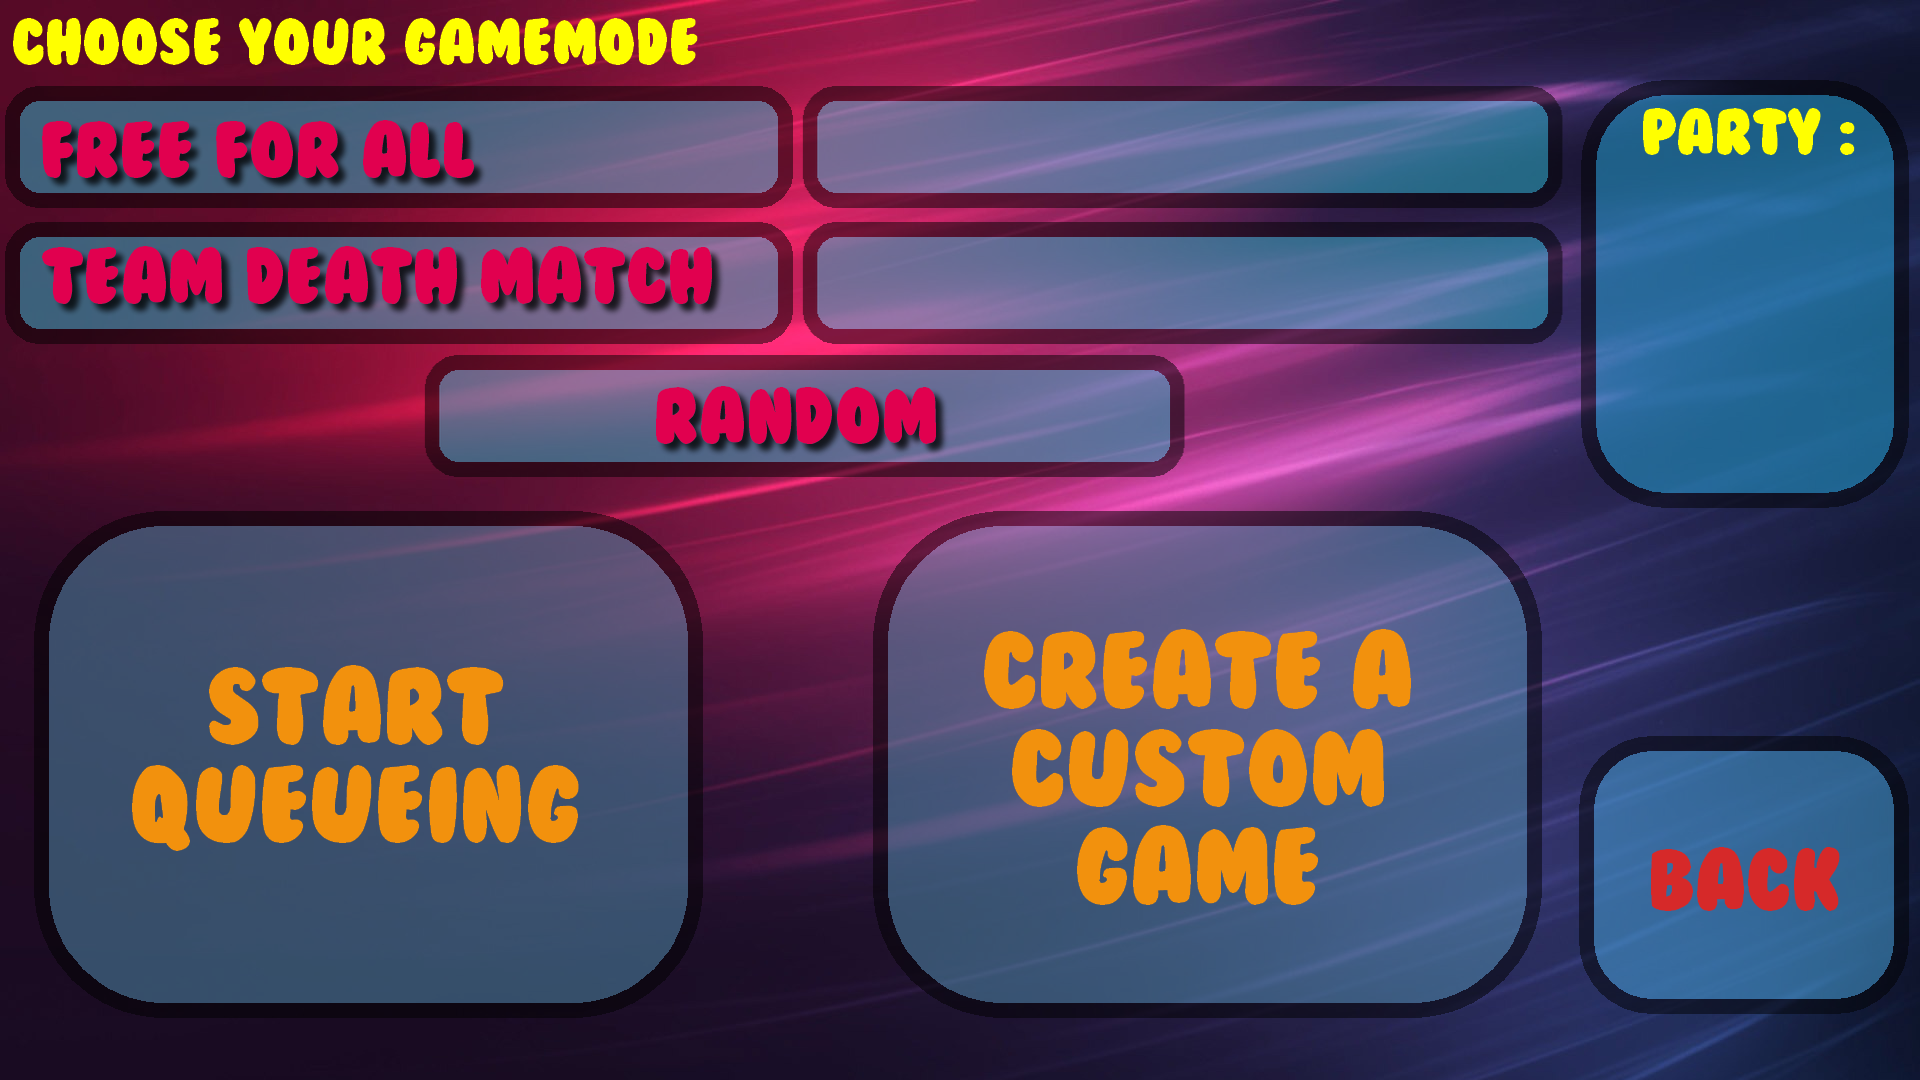 CHOOSE YOUR GAMEMODE
FREE FOR ALL
TEAM DEATH MATCH
RANDOM
PARTY :
START
QUEUEING
CREATE A
CUSTOM
GAME
BACK